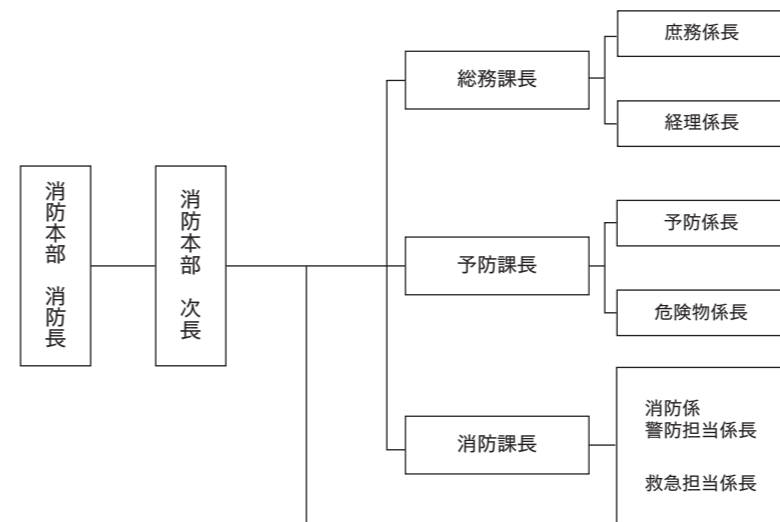 消防本部 消防長
消防本部 次長
総務課長
庶務係長
経理係長
予防課長
予防係長
危険物係長
消防課長
消防係
警防担当係長
救急担当係長